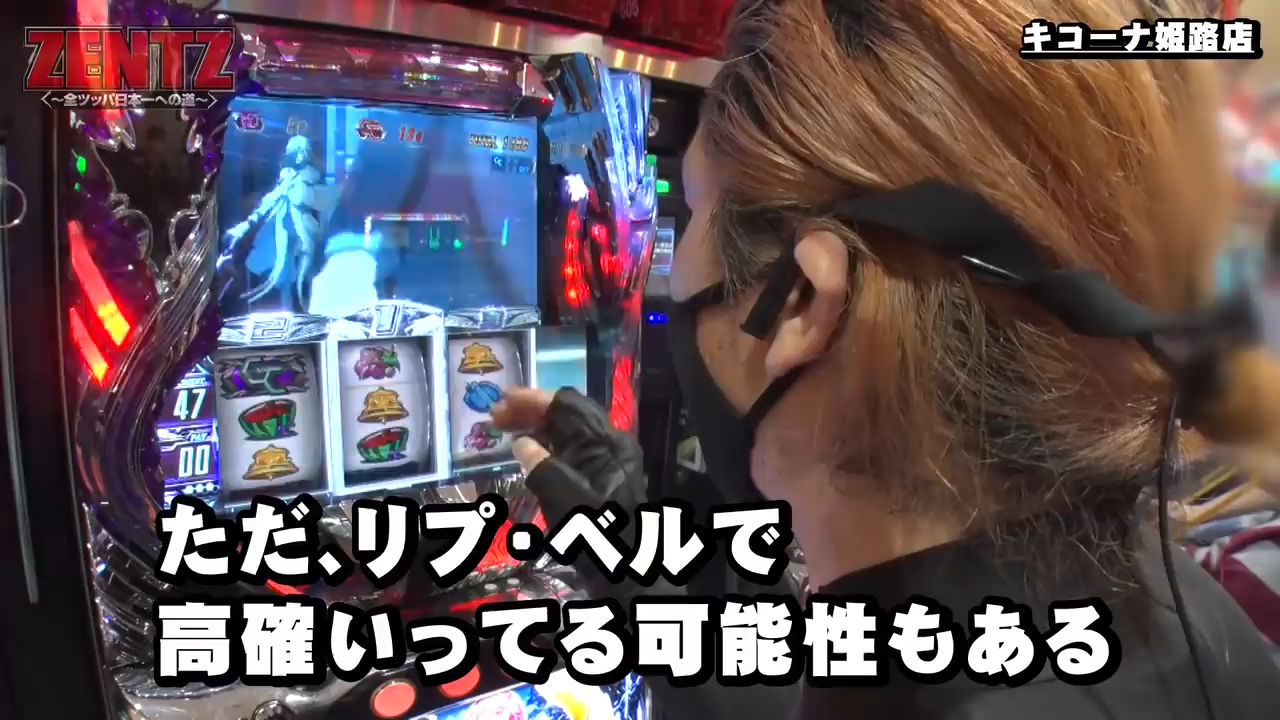 ZENTZ
<～全ツッパ日本一への道～>
キコーナ姫路店
47
PAY
00
ただ、リプ・ベルで
高確いってる可能性もある